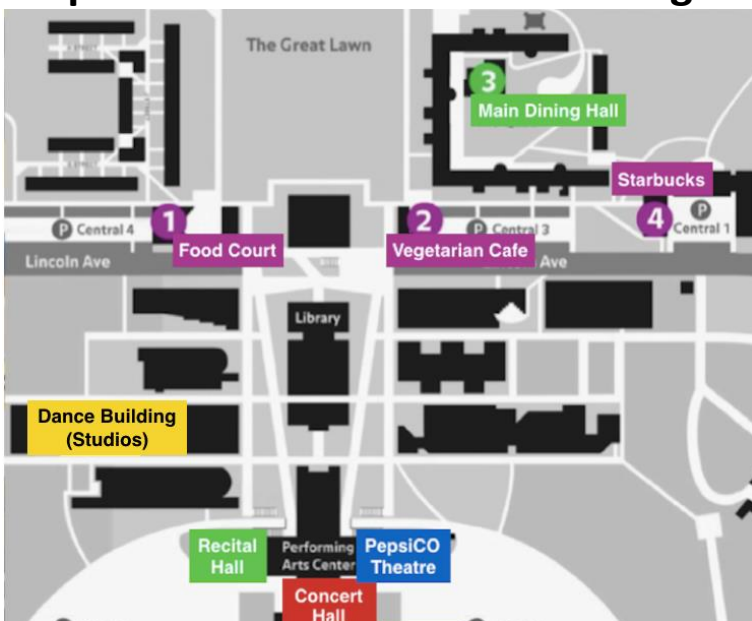 The Great Lawn
3
Main Dining Hall
Starbucks
1
2
4
P Central 4
P Central 3
P
Central 1
Food Court
Vegetarian Cafe
Lincoln Ave
Ave
Library
Dance Building
(Studios)
Recital
Hall
Performing
Arts Center
PepsiCO
Theatre
Concert
Hall